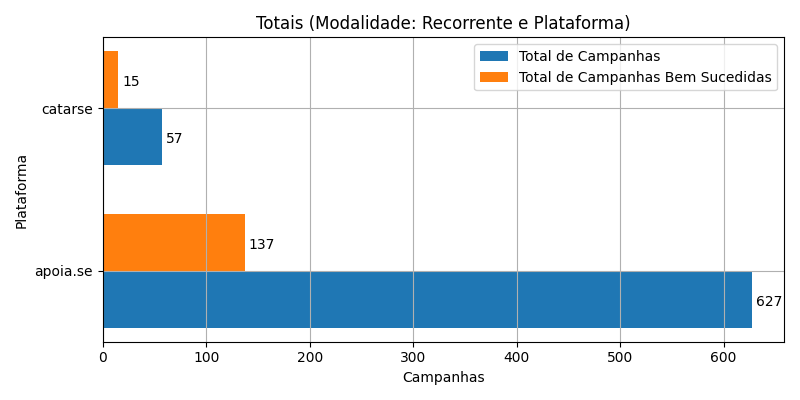 Totais (Modalidade: Recorrente e Plataforma)
Total de Campanhas
Total de Campanhas Bem Sucedidas
Plataforma
catarse
15
57
apoia.se
137
627
0 100 200 300 400 500 600
Campanhas